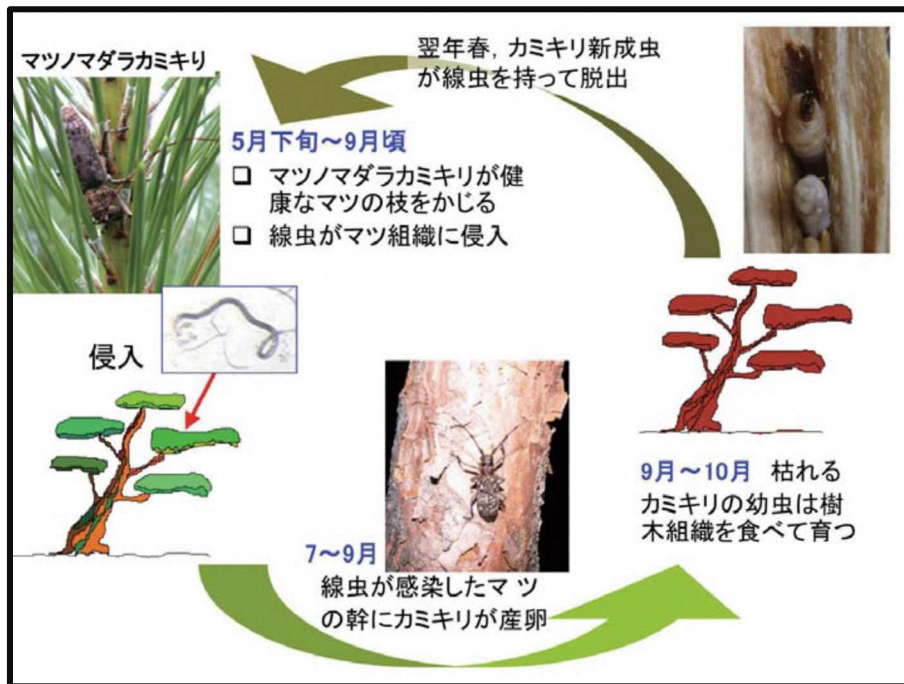 マツノマダラカミキり
翌年春，カミキリ新成虫
が線虫を持って脱出
5月下旬～9月頃
❑ マツノマダラカミキリが健
康なマツの枝をかじる
❑ 線虫がマツ組織に侵入
侵入
7～9月
線虫が感染したマ ツ
の幹にカミキリが産卵
9月～10月 枯れる
カミキリの幼虫は樹
木組織を食べて育つ